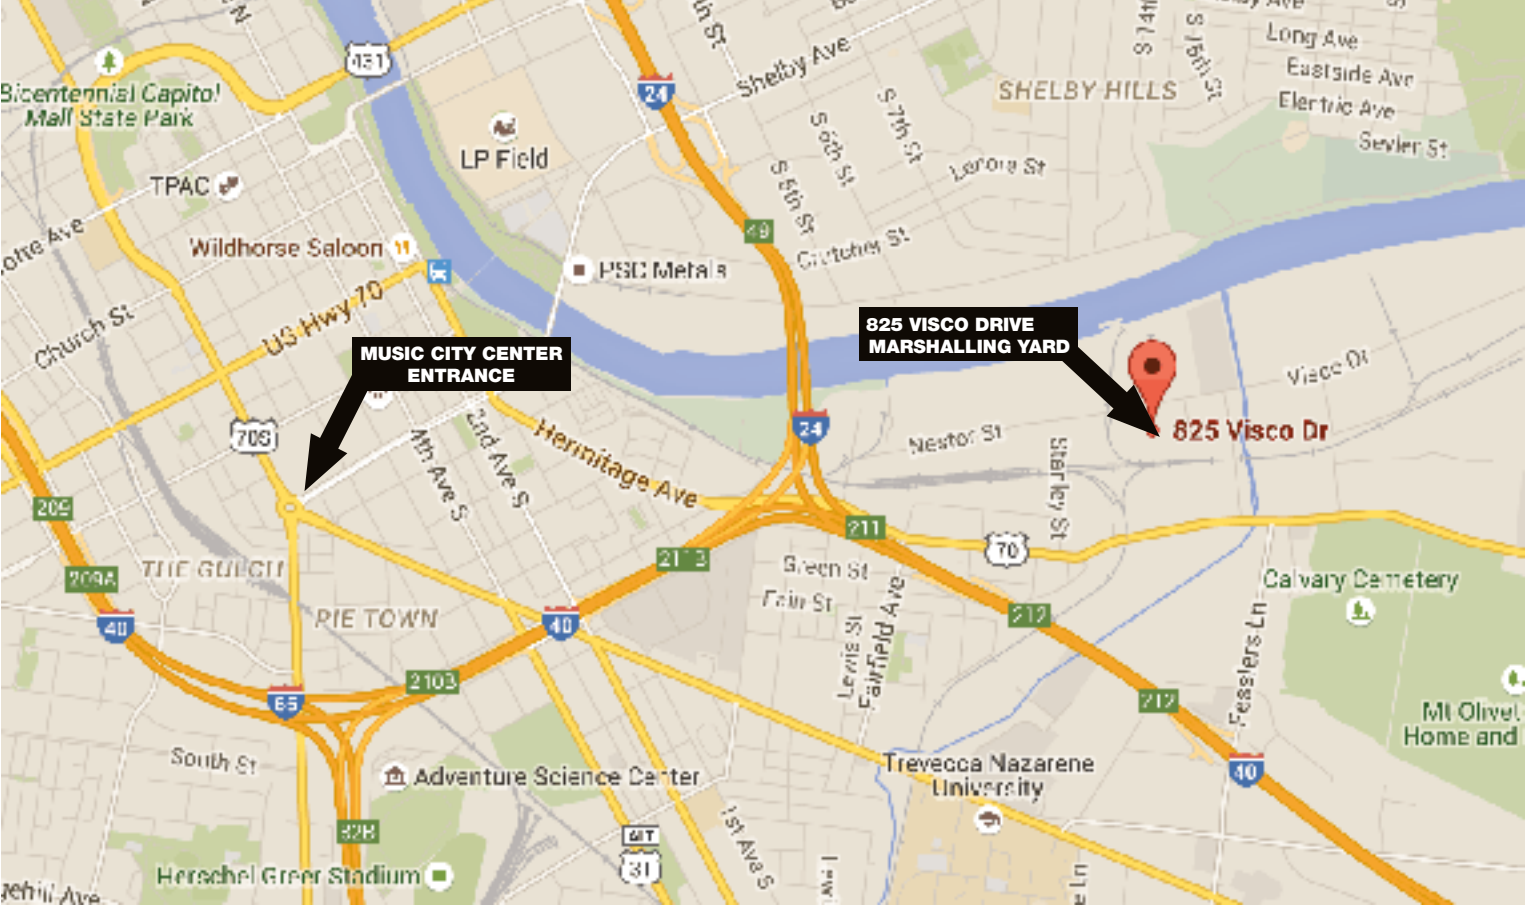 431
Bicentennial Capitol
Mall State Park
TPAC
LP Field
24
Shelby Ave
SHELBY HILLS
Long Ave
Eastside Ave
Electric Ave
Sevier St
S 7th St
S 6th St
S 5th St
Lenora St
49
Crutcher St
Wildhorse Saloon
PSC Metals
US Hwy 70
Church St
MUSIC CITY CENTER
ENTRANCE
825 VISCO DRIVE
MARSHALLING YARD
825 Visco Dr
Visco Dr
70S
4th Ave S
2nd Ave S
Hermitage Ave
24
Nestor St
209
209A
THE GULCH
PIE TOWN
40
65
210B
40
211B
211
70
Green St
Fain St
Lewis St
Fairfield Ave
212
212
Calvary Cemetery
Fesslers Ln
Mt Olivet
Home and
40
South St
Adventure Science Center
Trevecca Nazarene
University
82B
ALT
31
1st Ave S
Herschel Greer Stadium